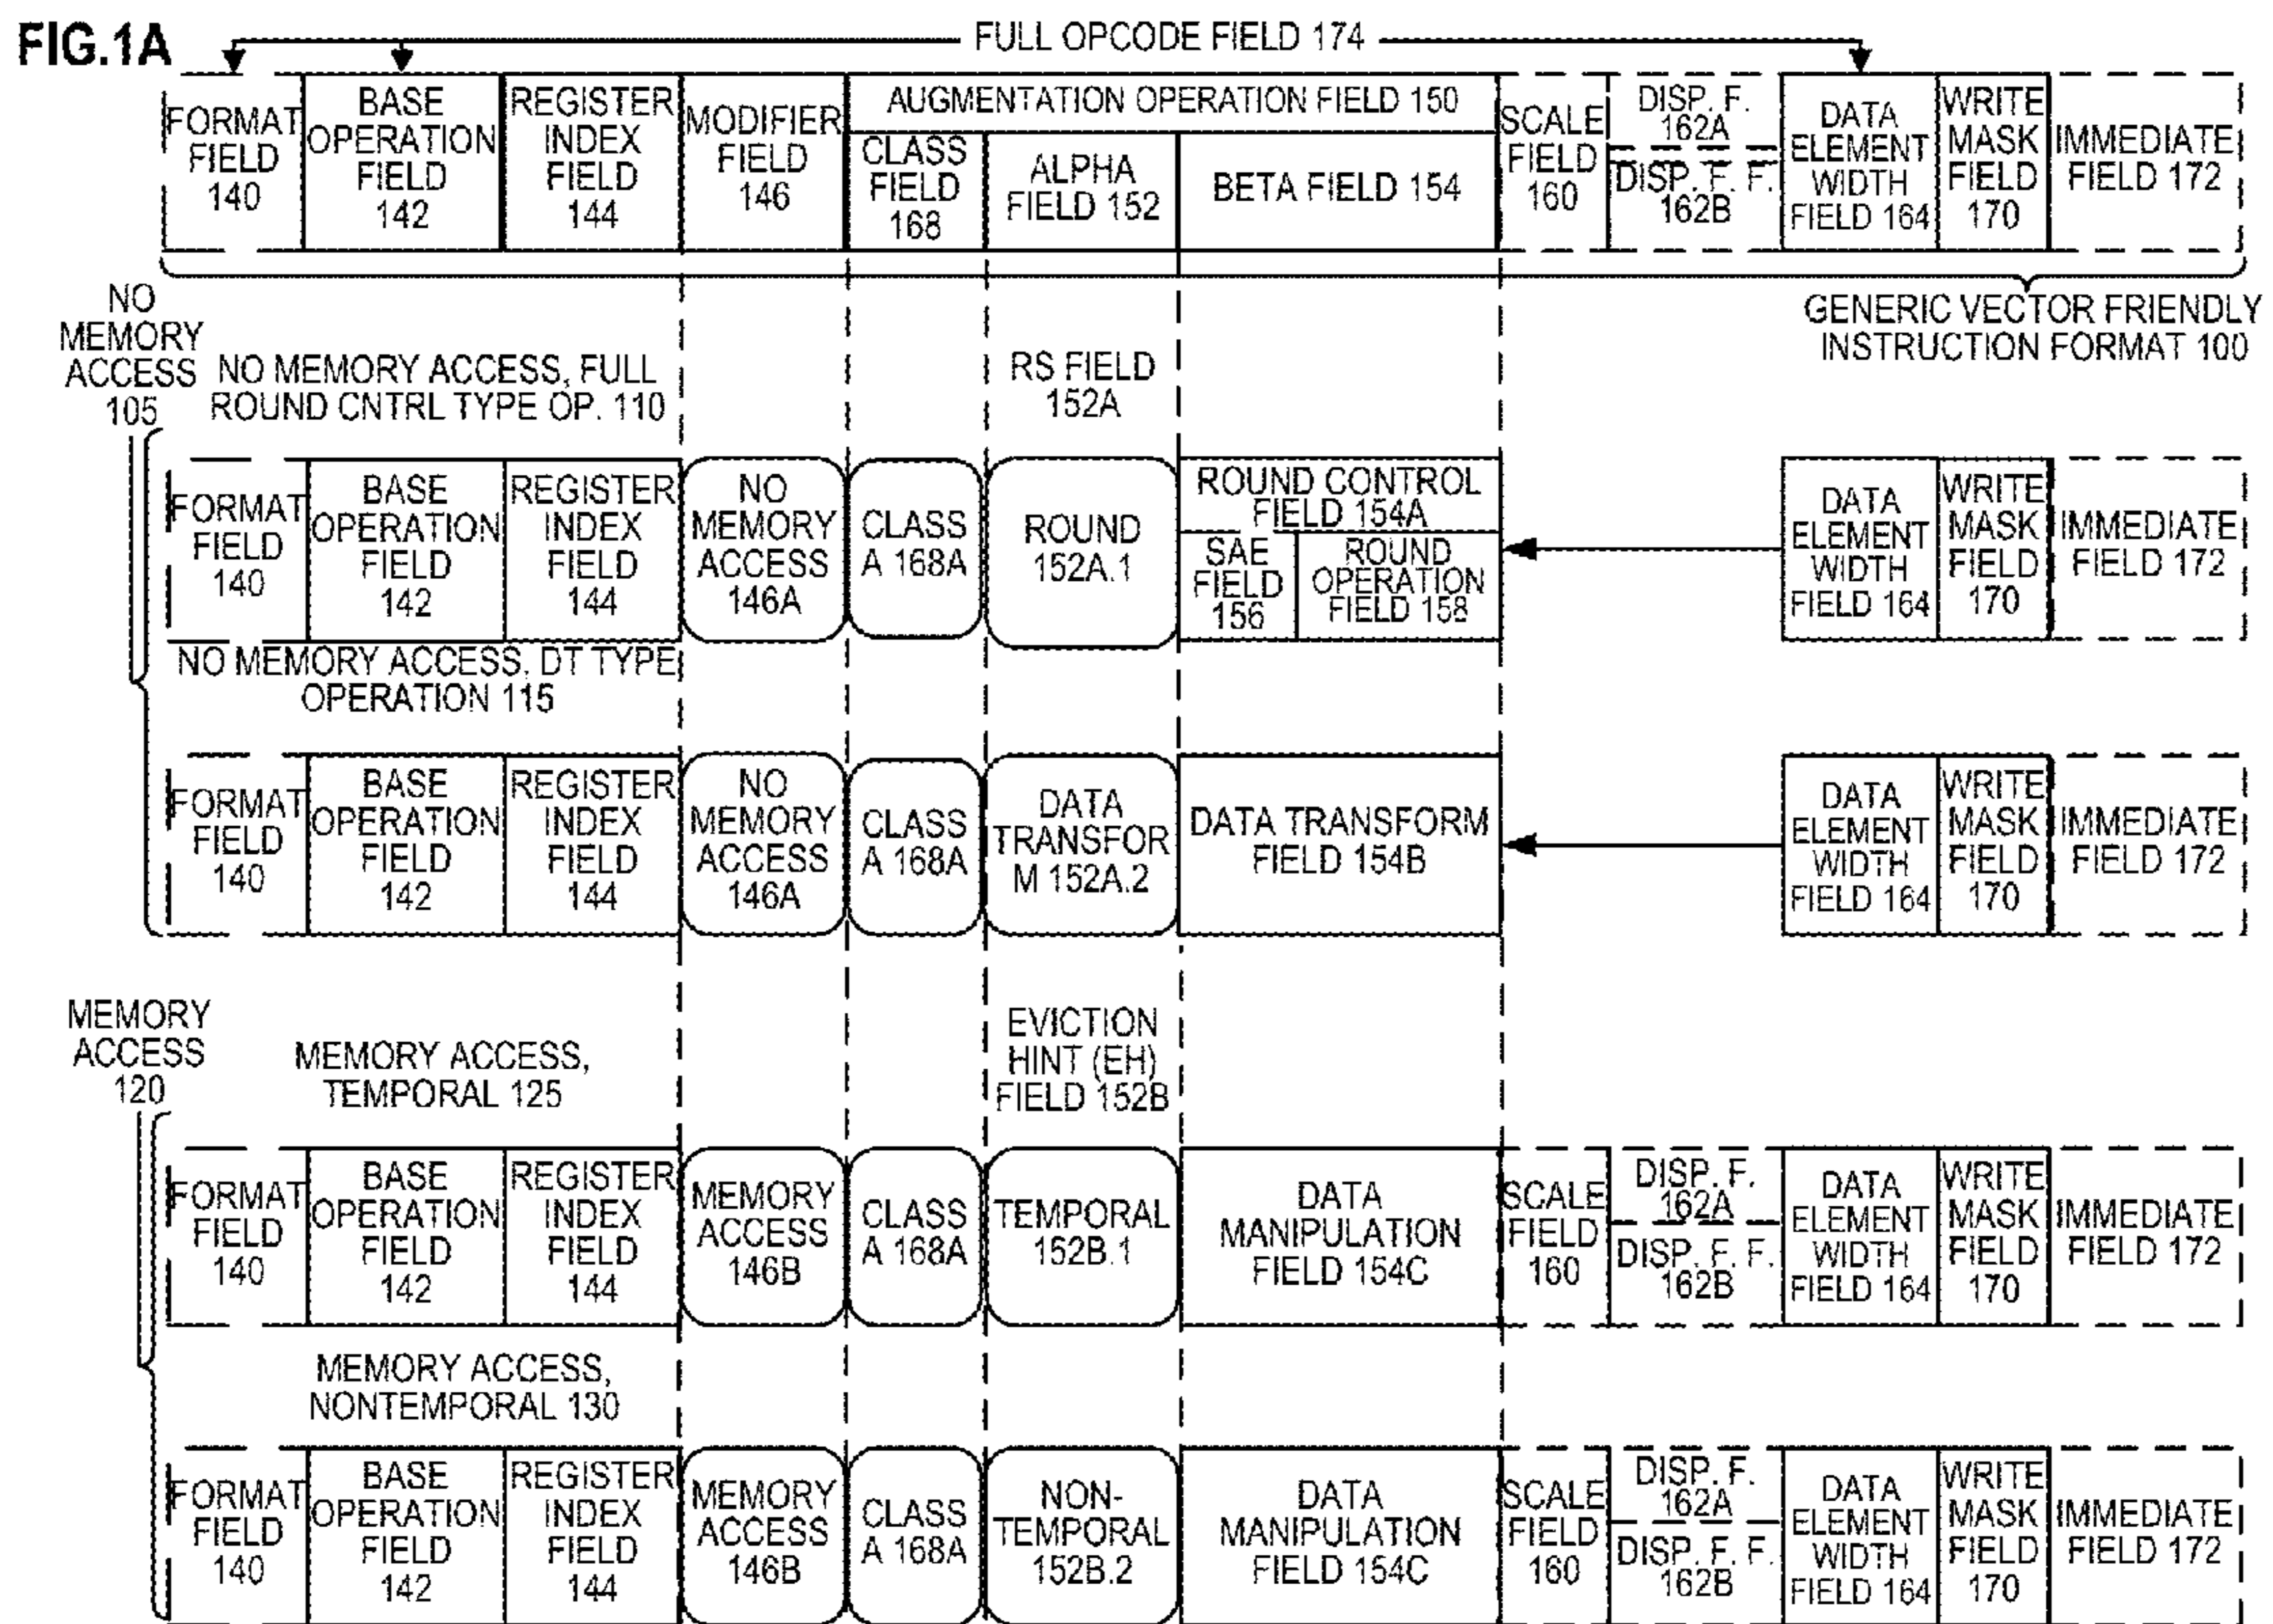 FIG.1A
FULL OPCODE FIELD 174
FORMAT
FIELD
140
BASE
OPERATION
FIELD
142
REGISTER
INDEX
FIELD
144
MODIFIER
FIELD
146
AUGMENTATION OPERATION FIELD 150
CLASS
FIELD
168
ALPHA
FIELD 152
BETA FIELD 154
SCALE
FIELD
160
DISP. F.
162A
DISP. F. F.
162B
DATA
ELEMENT
WIDTH
FIELD 164
WRITE
MASK
FIELD
170
IMMEDIATE
FIELD 172
GENERIC VECTOR FRIENDLY
INSTRUCTION FORMAT 100
NO
MEMORY
ACCESS
105
NO MEMORY ACCESS, FULL
ROUND CNTRL TYPE OP. 110
RS FIELD
152A
FORMAT
FIELD
140
BASE
OPERATION
FIELD
142
REGISTER
INDEX
FIELD
144
NO
MEMORY
ACCESS
146A
CLASS
A 168A
ROUND
152A.1
ROUND CONTROL
FIELD 154A
SAE
FIELD
156
ROUND
OPERATION
FIELD 158
DATA
ELEMENT
WIDTH
FIELD 164
WRITE
MASK
FIELD
170
IMMEDIATE
FIELD 172
NO MEMORY ACCESS, DT TYPE
OPERATION 115
FORMAT
FIELD
140
BASE
OPERATION
FIELD
142
REGISTER
INDEX
FIELD
144
NO
MEMORY
ACCESS
146A
CLASS
A 168A
DATA
TRANSFOR
M 152A.2
DATA TRANSFORM
FIELD 154B
DATA
ELEMENT
WIDTH
FIELD 164
WRITE
MASK
FIELD
170
IMMEDIATE
FIELD 172
MEMORY
ACCESS
120
MEMORY ACCESS,
TEMPORAL 125
EVICTION
HINT (EH)
FIELD 152B
FORMAT
FIELD
140
BASE
OPERATION
FIELD
142
REGISTER
INDEX
FIELD
144
MEMORY
ACCESS
146B
CLASS
A 168A
TEMPORAL
152B.1
DATA
MANIPULATION
FIELD 154C
SCALE
FIELD
160
DISP. F.
162A
DISP. F. F.
162B
DATA
ELEMENT
WIDTH
FIELD 164
WRITE
MASK
FIELD
170
IMMEDIATE
FIELD 172
MEMORY ACCESS,
NONTEMPORAL 130
FORMAT
FIELD
140
BASE
OPERATION
FIELD
142
REGISTER
INDEX
FIELD
144
MEMORY
ACCESS
146B
CLASS
A 168A
NON-
TEMPORAL
152B.2
DATA
MANIPULATION
FIELD 154C
SCALE
FIELD
160
DISP. F.
162A
DISP. F. F.
162B
DATA
ELEMENT
WIDTH
FIELD 164
WRITE
MASK
FIELD
170
IMMEDIATE
FIELD 172